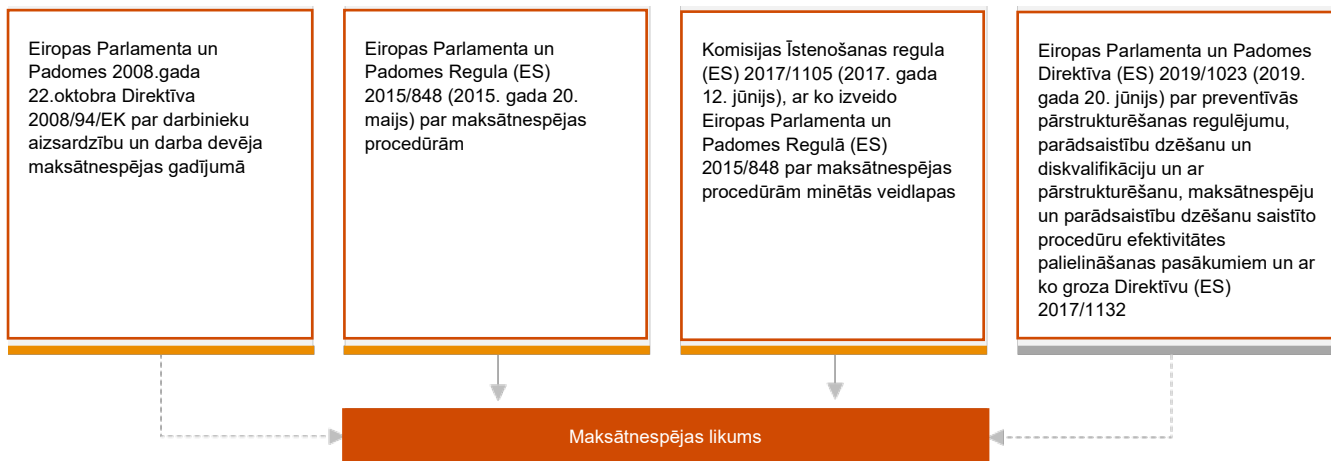 Eiropas Parlamenta un
Padomes 2008.gada
22.oktobra Direktīva
2008/94/EK par darbinieku
aizsardzību un darba devēja
maksātnespējas gadījumā
Eiropas Parlamenta un
Padomes Regula (ES)
2015/848 (2015. gada 20.
maijs) par maksātnespējas
procedūrām
Komisijas Īstenošanas regula
(ES) 2017/1105 (2017. gada
12. jūnijs), ar ko izveido
Eiropas Parlamenta un
Padomes Regulā (ES)
2015/848 par maksātnespējas
procedūrām minētās veidlapas
Eiropas Parlamenta un Padomes
Direktīva (ES) 2019/1023 (2019.
gada 20. jūnijs) par preventīvās
pārstrukturēšanas regulējumu,
parādsaistību dzēšanu un
diskvalifikāciju un ar
pārstrukturēšanu, maksātnespēju
un parādsaistību dzēšanu saistīto
procedūru efektivitātes
palielināšanas pasākumiem un ar
ko groza Direktīvu (ES)
2017/1132
Maksātnespējas likums